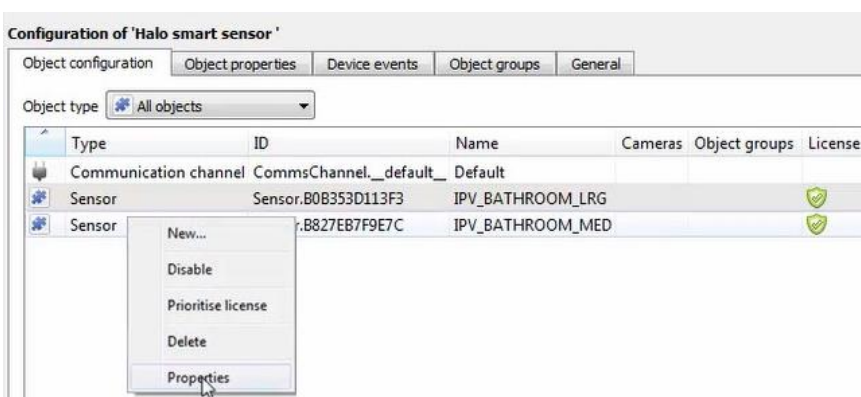 Configuration of 'Halo smart sensor '
Object configuration Object properties Device events Object groups General
Object type All objects
Type ID Name Cameras Object groups License
Communication channel CommsChannel.__default__ Default
Sensor Sensor.B0B353D113F3 IPV_BATHROOM_LRG
Sensor r.B827EB7F9E7C IPV_BATHROOM_MED
New...
Disable
Prioritise license
Delete
Properties